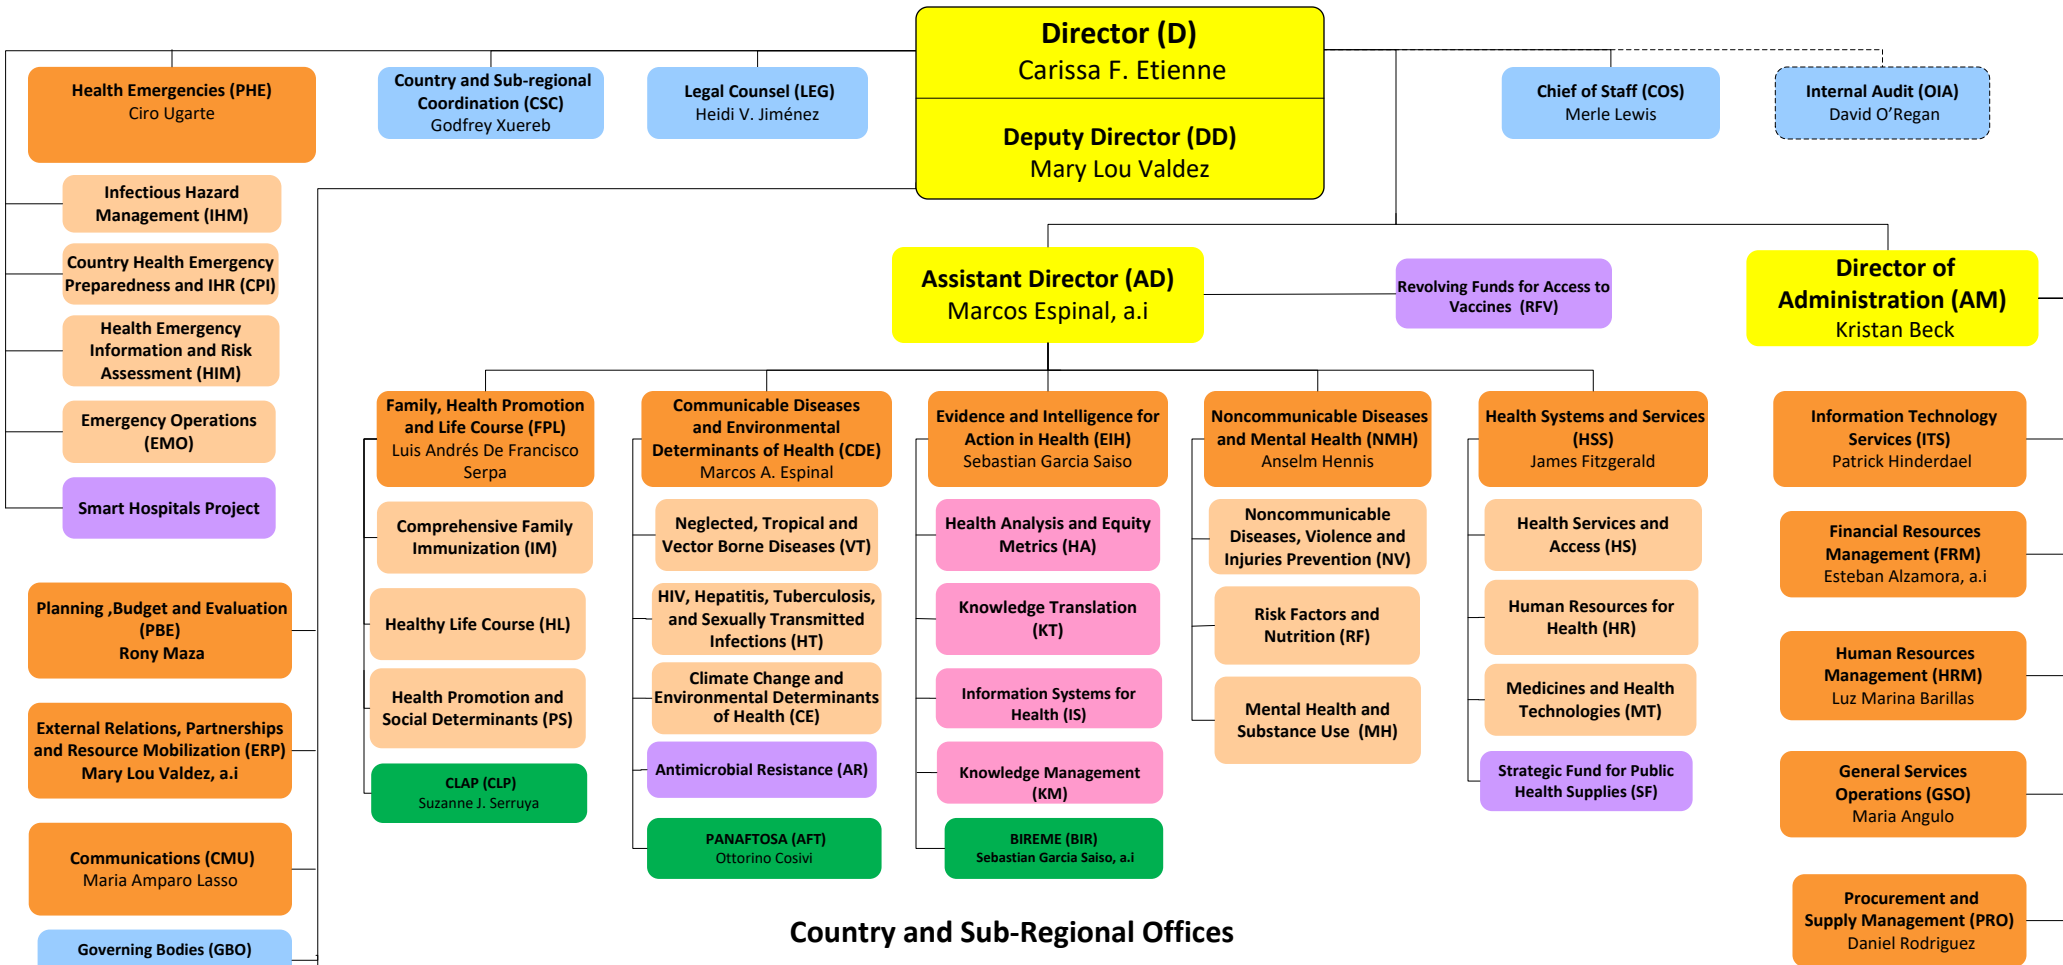 Director (D)
Carissa F. Etienne
Deputy Director (DD)
Mary Lou Valdez
Health Emergencies (PHE)
Ciro Ugarte
Country and Sub-regional
Coordination (CSC)
Godfrey Xuereb
Legal Counsel (LEG)
Heidi V. Jiménez
Chief of Staff (COS)
Merle Lewis
Internal Audit (OIA)
David O’Regan
Infectious Hazard
Management (IHM)
Country Health Emergency
Preparedness and IHR (CPI)
Health Emergency
Information and Risk
Assessment (HIM)
Emergency Operations
(EMO)
Smart Hospitals Project
Planning ,Budget and Evaluation
(PBE)
Rony Maza
External Relations, Partnerships
and Resource Mobilization (ERP)
Mary Lou Valdez, a.i
Communications (CMU)
Maria Amparo Lasso
Governing Bodies (GBO)
Assistant Director (AD)
Marcos Espinal, a.i
Revolving Funds for Access to
Vaccines (RFV)
Director of
Administration (AM)
Kristan Beck
Family, Health Promotion
and Life Course (FPL)
Luis Andrés De Francisco
Serpa
Comprehensive Family
Immunization (IM)
Healthy Life Course (HL)
Health Promotion and
Social Determinants (PS)
CLAP (CLP)
Suzanne J. Serruya
Communicable Diseases
and Environmental
Determinants of Health (CDE)
Marcos A. Espinal
Neglected, Tropical and
Vector Borne Diseases (VT)
HIV, Hepatitis, Tuberculosis,
and Sexually Transmitted
Infections (HT)
Climate Change and
Environmental Determinants
of Health (CE)
Antimicrobial Resistance (AR)
PANAFTOSA (AFT)
Ottorino Cosivi
Evidence and Intelligence for
Action in Health (EIH)
Sebastian Garcia Saiso
Health Analysis and Equity
Metrics (HA)
Knowledge Translation
(KT)
Information Systems for
Health (IS)
Knowledge Management
(KM)
BIREME (BIR)
Sebastian Garcia Saiso, a.i
Noncommunicable Diseases
and Mental Health (NMH)
Anselm Hennis
Noncommunicable
Diseases, Violence and
Injuries Prevention (NV)
Risk Factors and
Nutrition (RF)
Mental Health and
Substance Use (MH)
Health Systems and Services
(HSS)
James Fitzgerald
Health Services and
Access (HS)
Human Resources for
Health (HR)
Medicines and Health
Technologies (MT)
Strategic Fund for Public
Health Supplies (SF)
Information Technology
Services (ITS)
Patrick Hinderdael
Financial Resources
Management (FRM)
Esteban Alzamora, a.i
Human Resources
Management (HRM)
Luz Marina Barillas
General Services
Operations (GSO)
Maria Angulo
Procurement and
Supply Management (PRO)
Daniel Rodriguez
Country and Sub-Regional Offices